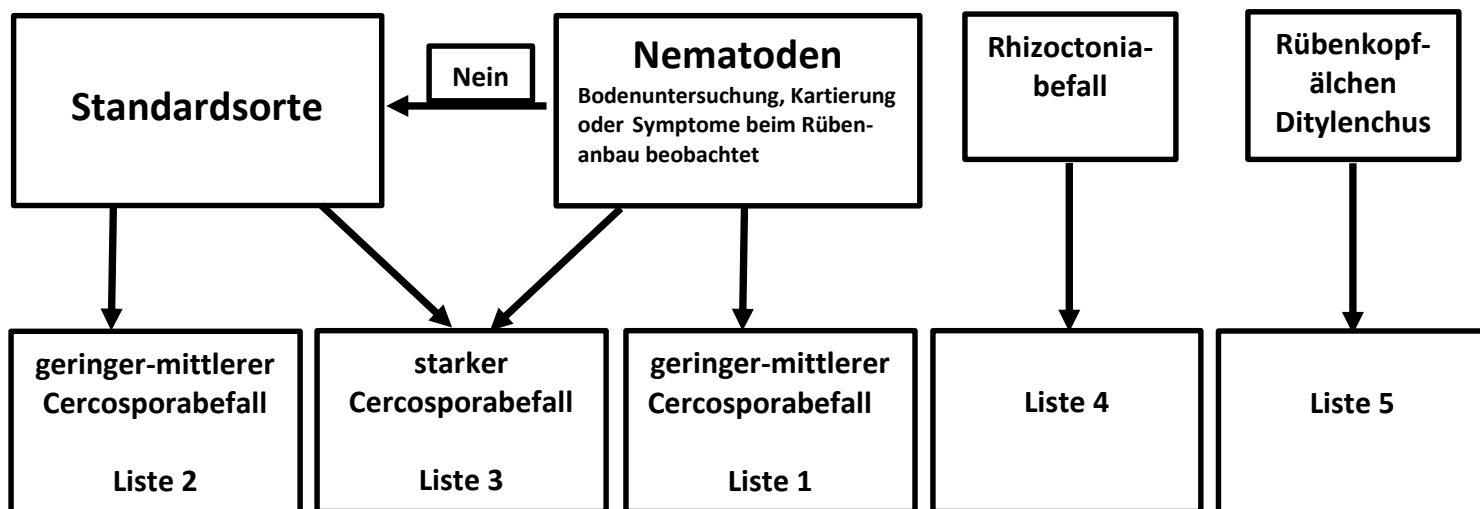 Standardsorte
Nein
Nematoden
Bodenuntersuchung, Kartierung
oder Symptome beim Rüben-
anbau beobachtet
Rhizoctonia-
befall
Rübenkopf-
älchen
Ditylenchus
geringer-mittlerer
Cercosporabefall
Liste 2
starker
Cercosporabefall
Liste 3
geringer-mittlerer
Cercosporabefall
Liste 1
Liste 4
Liste 5